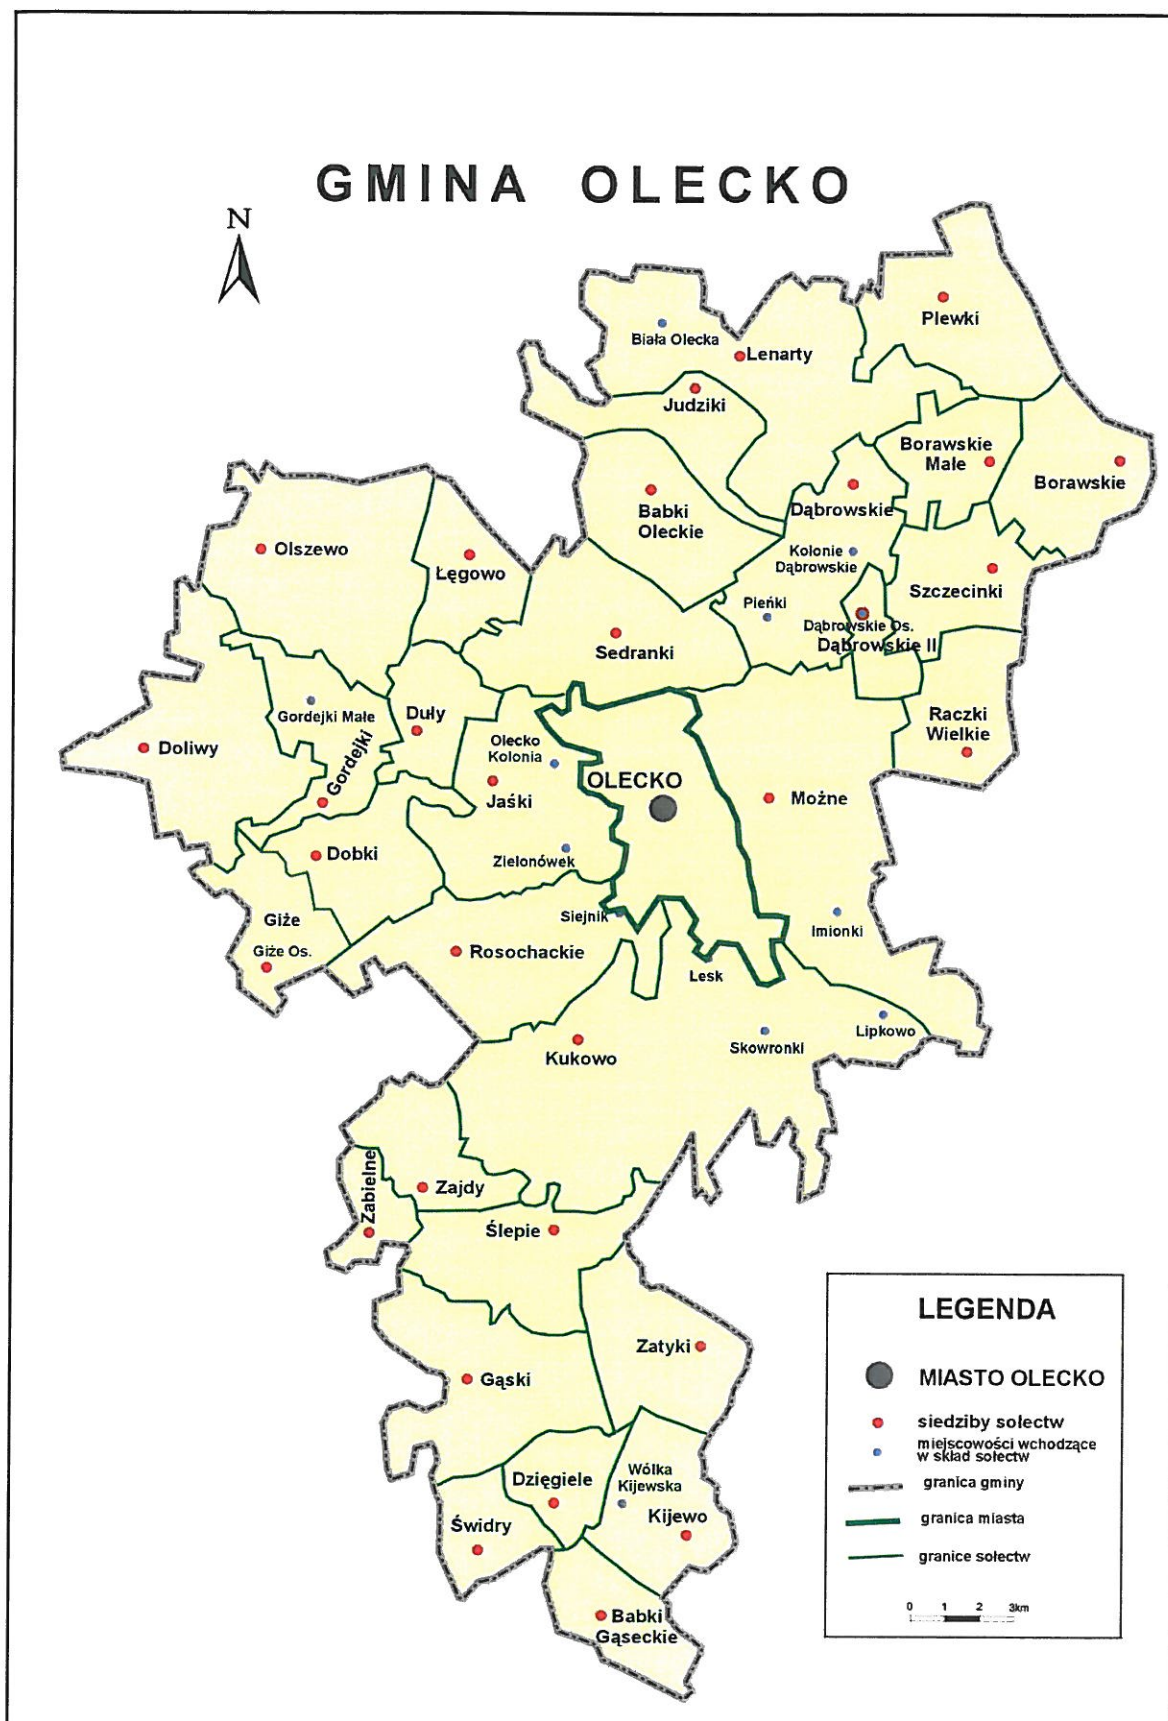 GMINA OLECKO
N
Plewki
Biała Olecka
Lenarty
Judziki
Borawskie
Małe
Borawskie
Babki
Oleckie
Dąbrowskie
Olszewo
Łęgowo
Kolonie
Dąbrowskie
Szczecinki
Pieńki
Dąbrowskie Os.
Dąbrowskie II
Sedranki
Gordejki Małe
Duły
Raczki
Wielkie
Doliwy
Gordejki
Olecko
Kolonia
OLECKO
Jaśki
Możne
Dobki
Zielonówek
Giże
Siejnik
Imionki
Giże Os.
Rosochackie
Lesk
Lipkowo
Skowronki
Kukowo
Zabielne
Zajdy
Ślepie
Zatyki
Gąski
Dzięgiele
Wólka
Kijewska
Świdry
Kijewo
Babki
Gąseckie
LEGENDA
MIASTO OLECKO
siedziby sołectw
miejscowości wchodzące
w skład sołectw
granica gminy
granica miasta
granice sołectw
0 1 2 3km